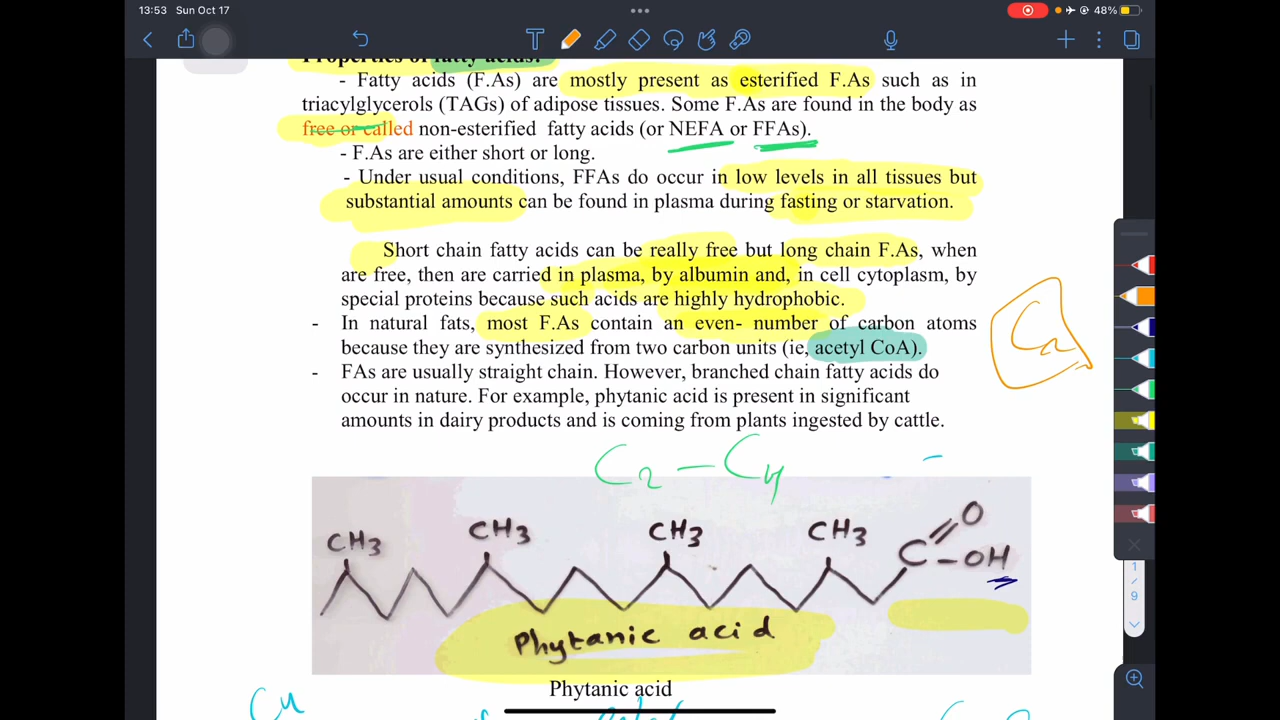 13:53 Sun Oct 17
48%
T
Properties of fatty acids:
- Fatty acids (F.As) are mostly present as esterified F.As such as in
triacylglycerols (TAGs) of adipose tissues. Some F.As are found in the body as
free or called non-esterified fatty acids (or NEFA or FFAs).
- F.As are either short or long.
- Under usual conditions, FFAs do occur in low levels in all tissues but
substantial amounts can be found in plasma during fasting or starvation.
Short chain fatty acids can be really free but long chain F.As, when
are free, then are carried in plasma, by albumin and, in cell cytoplasm, by
special proteins because such acids are highly hydrophobic.
- In natural fats, most F.As contain an even- number of carbon atoms
because they are synthesized from two carbon units (ie, acetyl CoA).
C2
- FAs are usually straight chain. However, branched chain fatty acids do
occur in nature. For example, phytanic acid is present in significant
amounts in dairy products and is coming from plants ingested by cattle.
C2 - C4
CH3 CH3 CH3 CH3 C O - OH
Phytanic acid
Phytanic acid
C4
1/9